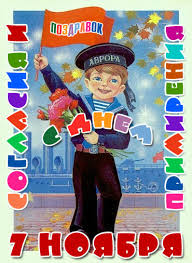 ПОЗДРАВОК
АВРОРА
С ДНЕМ
СОГЛАСИЯ И
ПРИМИРЕНИЯ
7 НОЯБРЯ